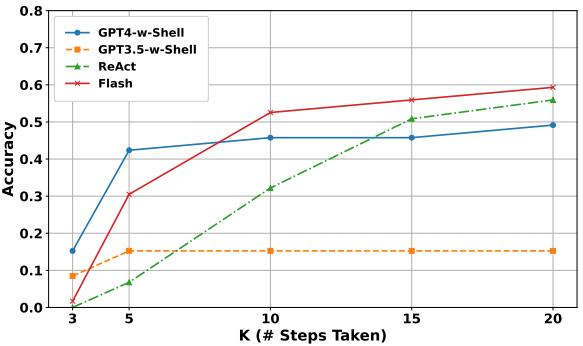 0.8
0.7
0.6
0.5
0.4
0.3
0.2
0.1
0.0
Accuracy
GPT4-w-Shell
GPT3.5-w-Shell
ReAct
Flash
3 5 10 15 20
K (# Steps Taken)